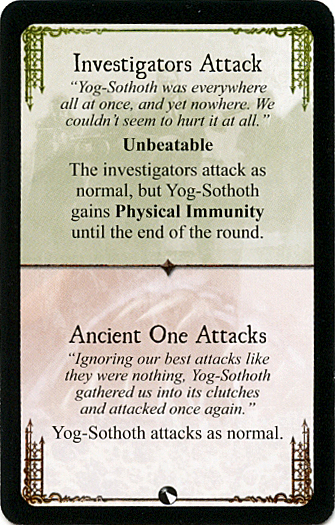 Investigators Attack
"Yog-Sothoth was everywhere
all at once, and yet nowhere. We
couldn't seem to hurt it at all."
Unbeatable
The investigators attack as
normal, but Yog-Sothoth
gains Physical Immunity
until the end of the round.
Ancient One Attacks
"Ignoring our best attacks like
they were nothing, Yog-Sothoth
gathered us into its clutches
and attacked once again."
Yog-Sothoth attacks as normal.